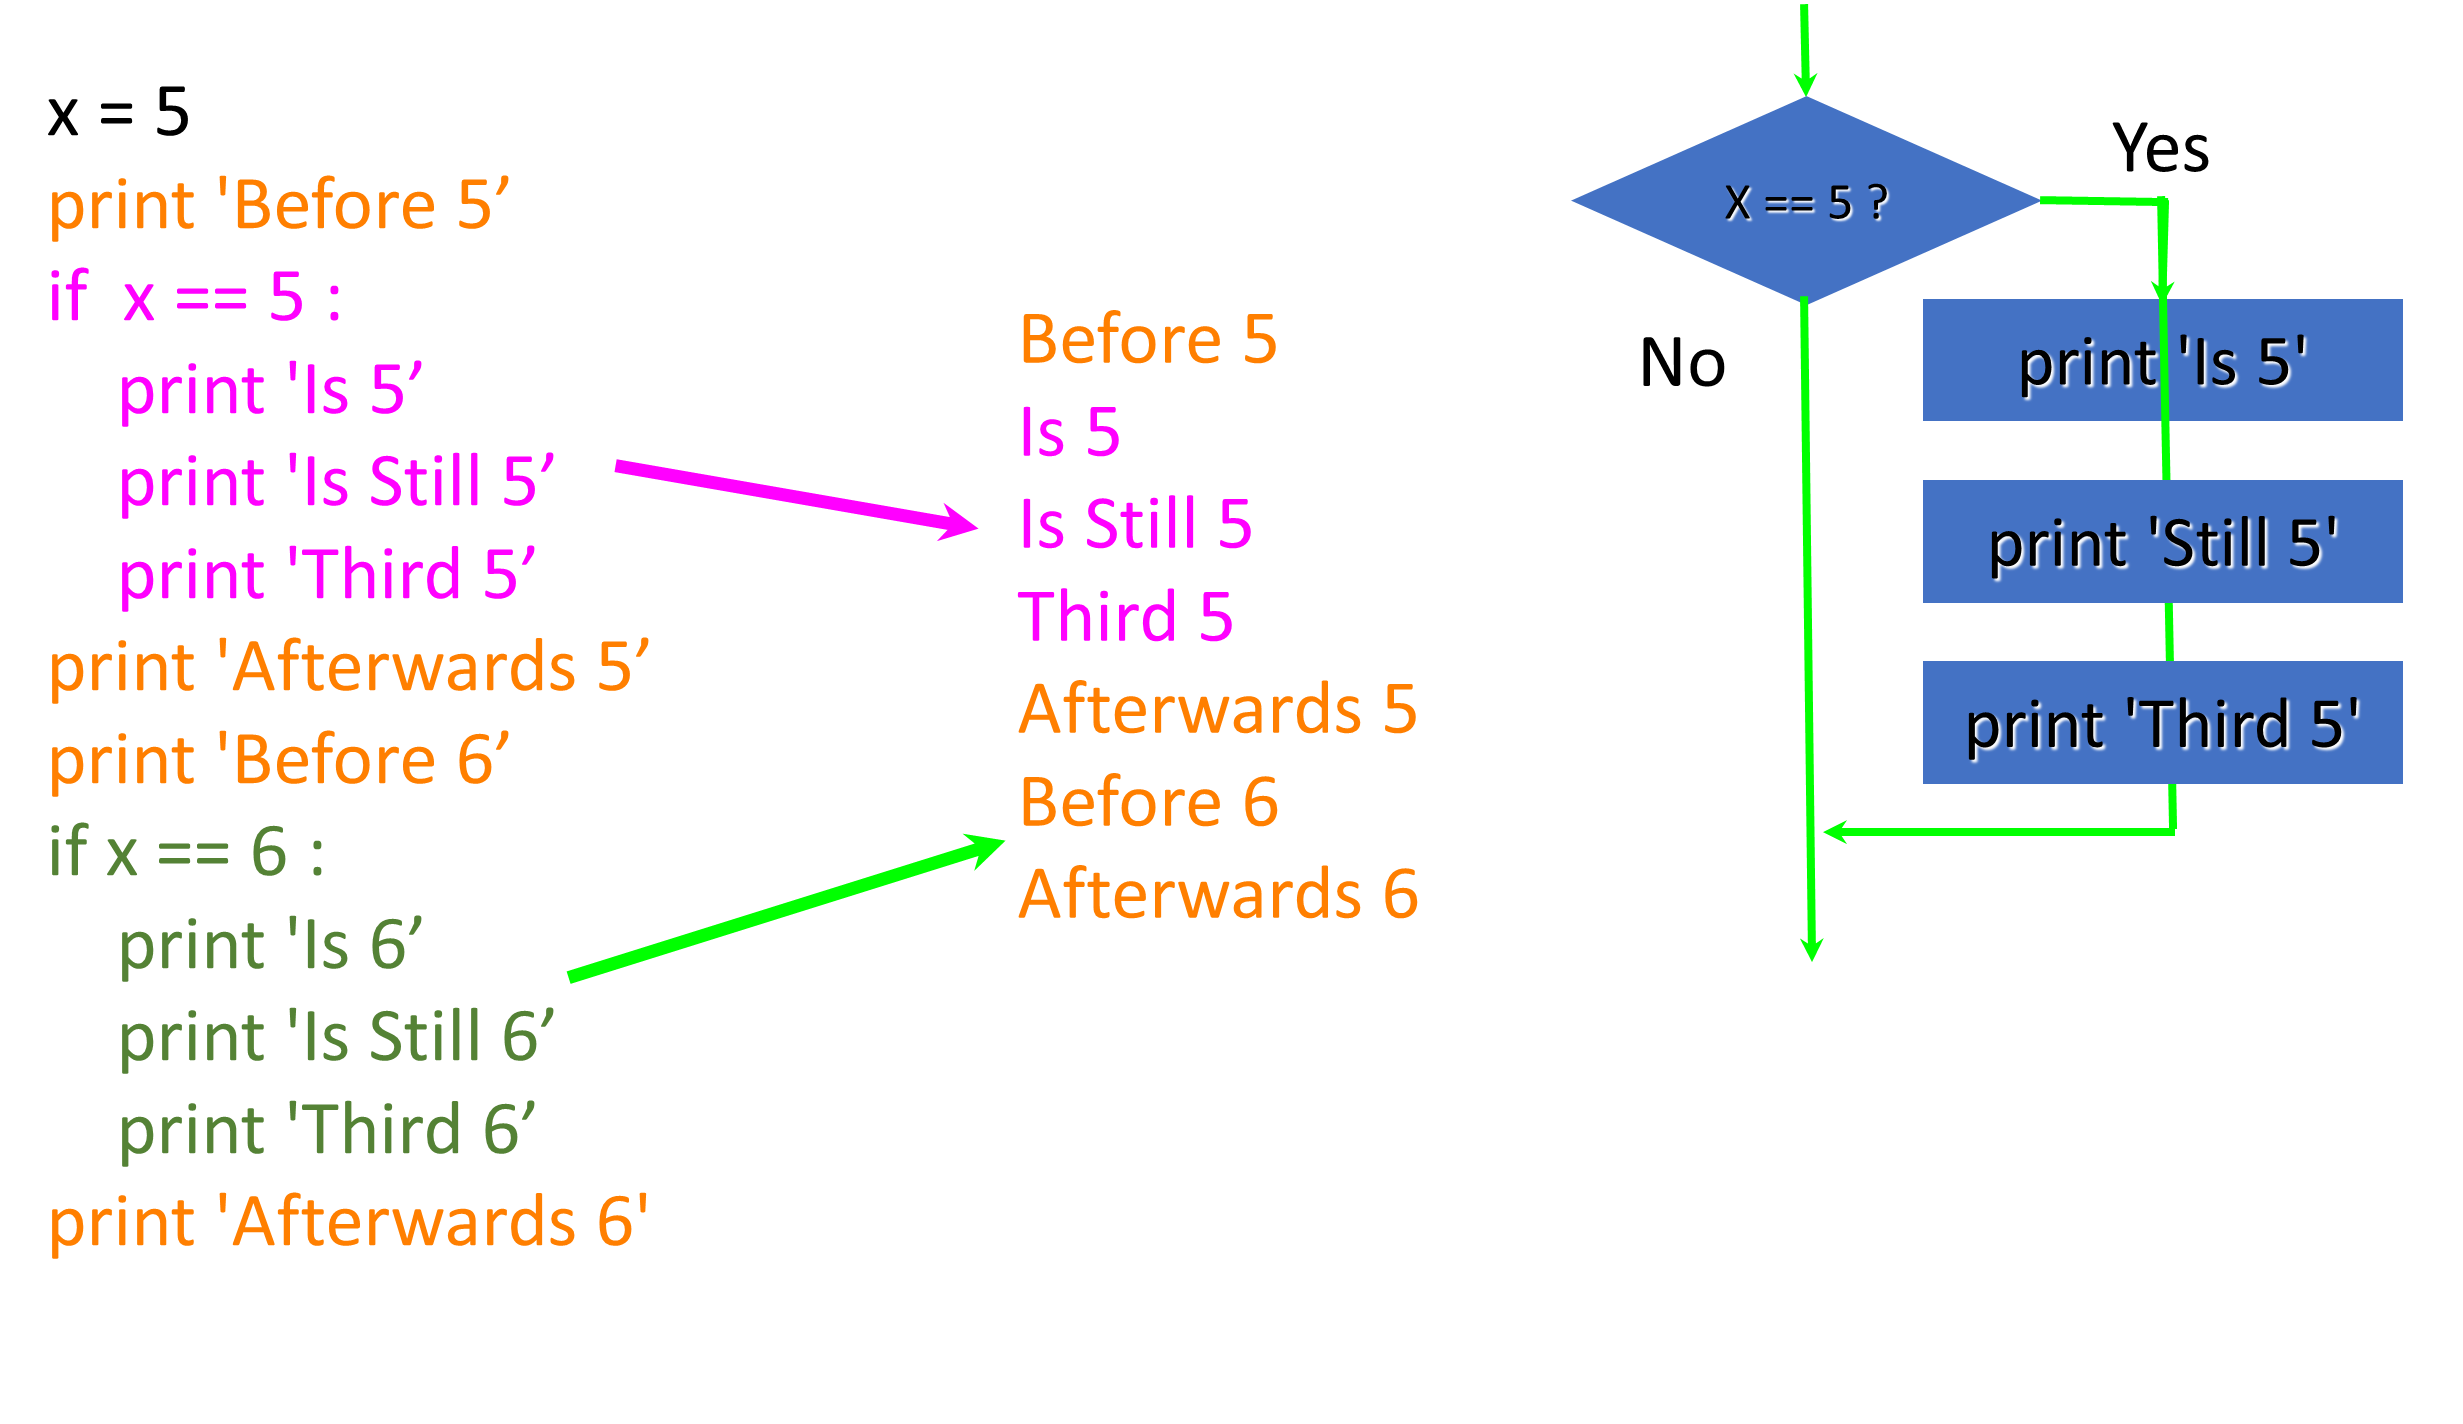 x = 5
print 'Before 5’
if  x == 5 :
    print 'Is 5’
    print 'Is Still 5’
    print 'Third 5’
print 'Afterwards 5’
print 'Before 6’
if x == 6 :
    print 'Is 6’
    print 'Is Still 6’
    print 'Third 6’
print 'Afterwards 6'
Before 5
Is 5
Is Still 5
Third 5
Afterwards 5
Before 6
Afterwards 6
X == 5 ?
Yes
No
print 'Is 5'
print 'Still 5'
print 'Third 5'